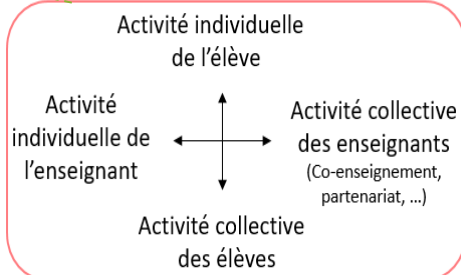 Activité individuelle
de l’élève
Activité
individuelle de
l’enseignant
Activité collective
des enseignants
(Co-enseignement,
partenariat, ...)
Activité collective
des élèves